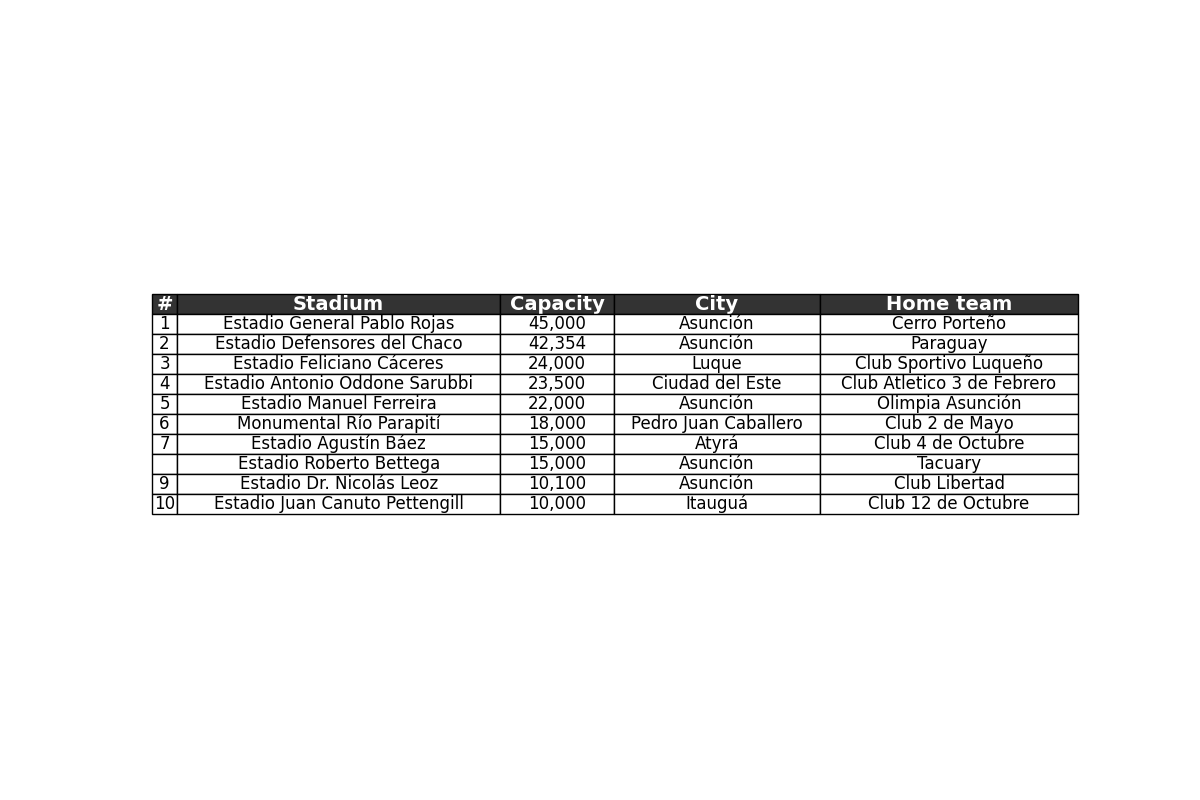 # Stadium Capacity City Home team
1 Estadio General Pablo Rojas 45,000 Asunción Cerro Porteño
2 Estadio Defensores del Chaco 42,354 Asunción Paraguay
3 Estadio Feliciano Cáceres 24,000 Luque Club Sportivo Luqueño
4 Estadio Antonio Oddone Sarubbi 23,500 Ciudad del Este Club Atletico 3 de Febrero
5 Estadio Manuel Ferreira 22,000 Asunción Olimpia Asunción
6 Monumental Río Parapití 18,000 Pedro Juan Caballero Club 2 de Mayo
7 Estadio Agustín Báez 15,000 Atyrá Club 4 de Octubre
Estadio Roberto Bettega 15,000 Asunción Tacuary
9 Estadio Dr. Nicolás Leoz 10,100 Asunción Club Libertad
10 Estadio Juan Canuto Pettengill 10,000 Itauguá Club 12 de Octubre